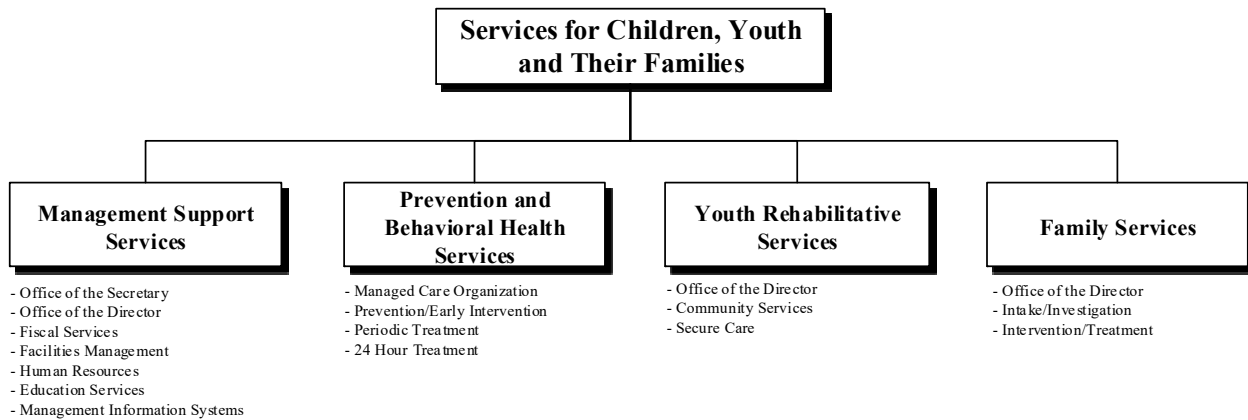 Services for Children, Youth
and Their Families
Management Support
Services
- Office of the Secretary
- Office of the Director
- Fiscal Services
- Facilities Management
- Human Resources
- Education Services
- Management Information Systems
Prevention and
Behavioral Health
Services
- Managed Care Organization
- Prevention/Early Intervention
- Periodic Treatment
- 24 Hour Treatment
Youth Rehabilitative
Services
- Office of the Director
- Community Services
- Secure Care
Family Services
- Office of the Director
- Intake/Investigation
- Intervention/Treatment